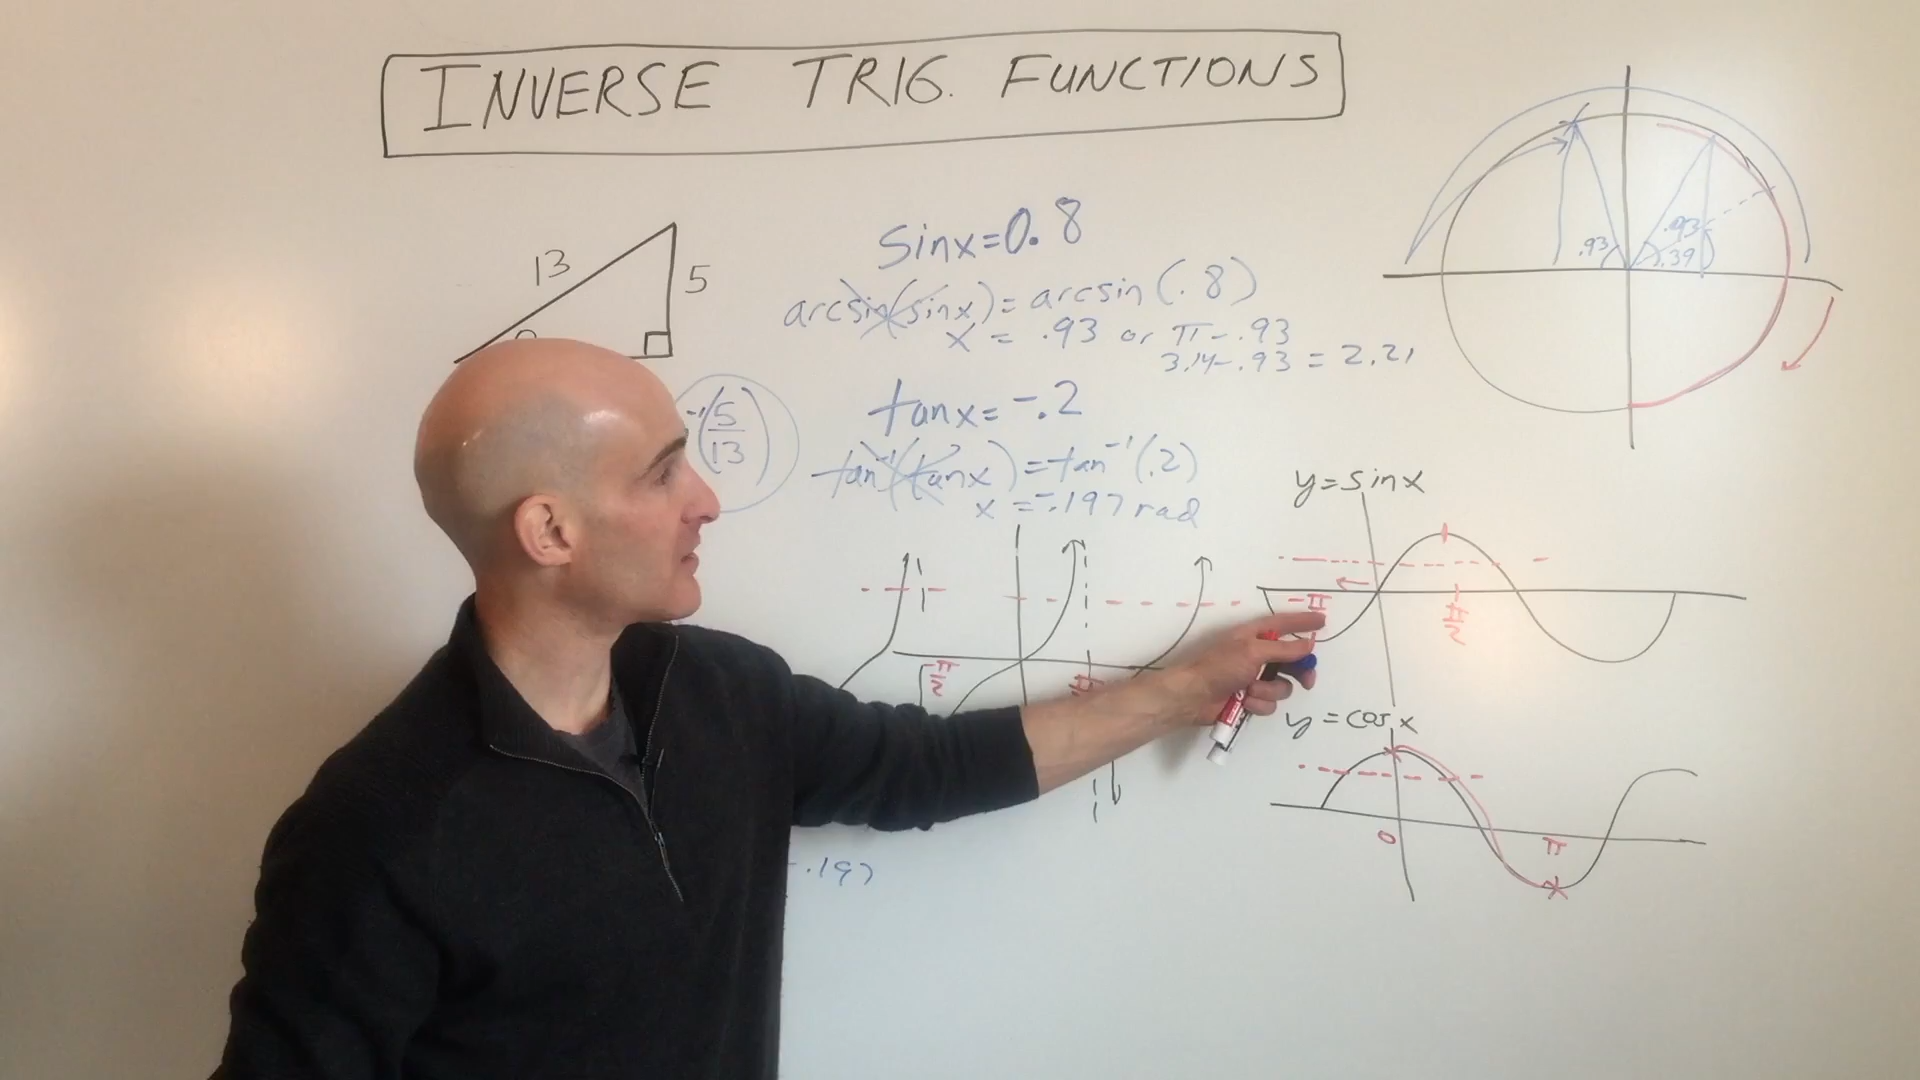 INVERSE TRIG. FUNCTIONS
13
5
sinx=0.8
arcsin(sinx)=arcsin(.8)
x = .93 or π-.93
3.14-.93 = 2.21
-1(5/13)
tanx=-.2
tan⁻¹(tanx)=tan⁻¹(.2)
x =-.197 rad
.93
.93
.39
y=sinx
-π
π/2
π/2
π
y=cosx
0
π
-.197